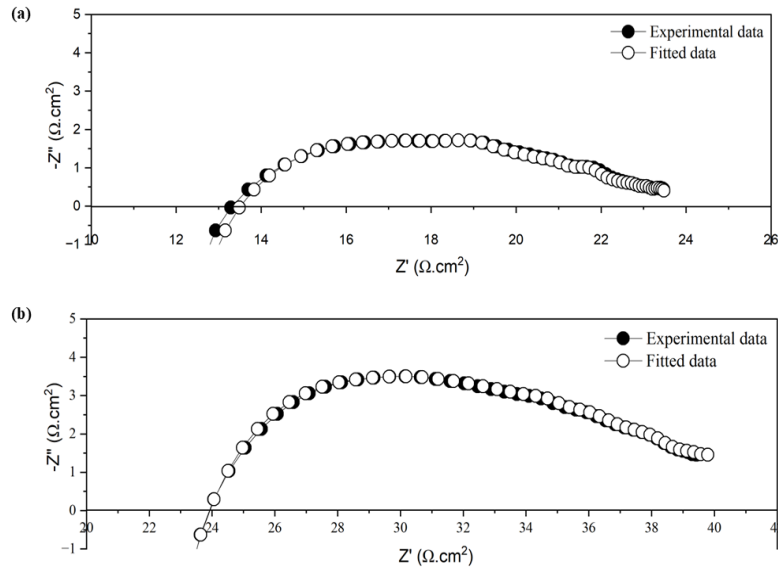 (a)
5
Experimental data
Fitted data
4
3
2
1
0
−1
-Z'' (Ω.cm²)
10 12 14 16 18 20 22 24 26
Z' (Ω.cm²)
(b)
5
Experimental data
Fitted data
4
3
2
1
0
−1
-Z'' (Ω.cm²)
20 22 24 26 28 30 32 34 36 38 40 42
Z' (Ω.cm²)